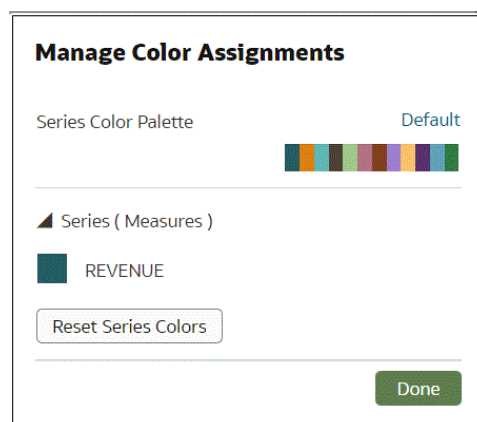 Manage Color Assignments
Series Color Palette
Default
Series ( Measures )
REVENUE
Reset Series Colors
Done